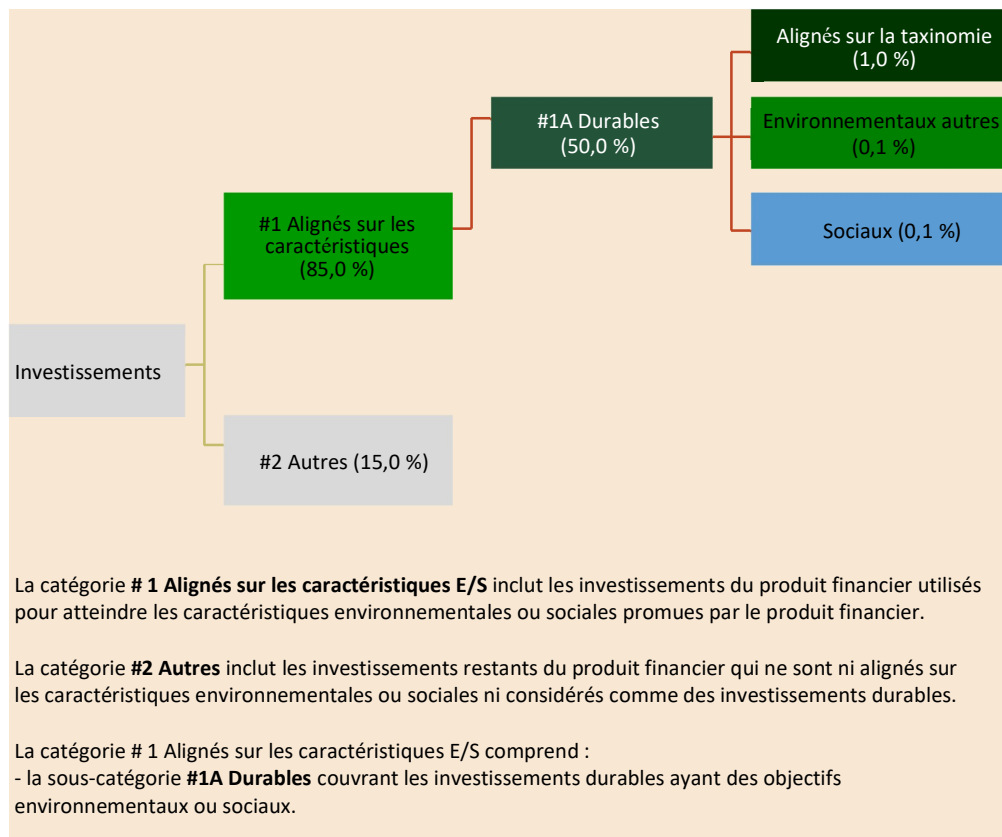 Alignés sur la taxinomie
(1,0 %)
#1A Durables
(50,0 %)
Environnementaux autres
(0,1 %)
#1 Alignés sur les
caractéristiques
(85,0 %)
Sociaux (0,1 %)
Investissements
#2 Autres (15,0 %)
La catégorie # 1 Alignés sur les caractéristiques E/S inclut les investissements du produit financier utilisés
pour atteindre les caractéristiques environnementales ou sociales promues par le produit financier.
La catégorie #2 Autres inclut les investissements restants du produit financier qui ne sont ni alignés sur
les caractéristiques environnementales ou sociales ni considérés comme des investissements durables.
La catégorie # 1 Alignés sur les caractéristiques E/S comprend :
- la sous-catégorie #1A Durables couvrant les investissements durables ayant des objectifs
environnementaux ou sociaux.